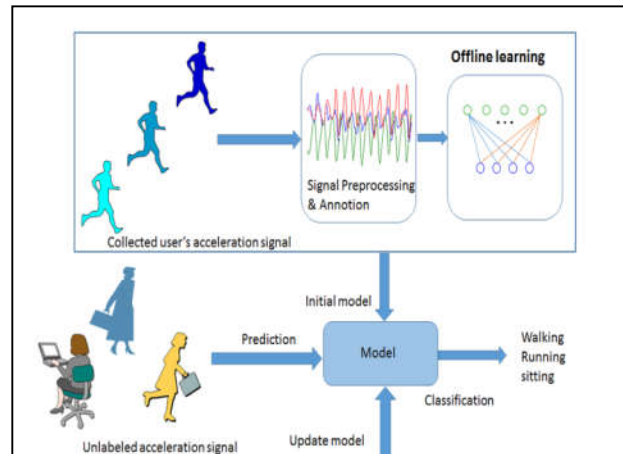 Offline learning
Signal Preprocessing
& Annotion
Collected user's acceleration signal
Initial model
Prediction
Model
Walking
Running
sitting
Classification
Unlabeled acceleration signal
Update model